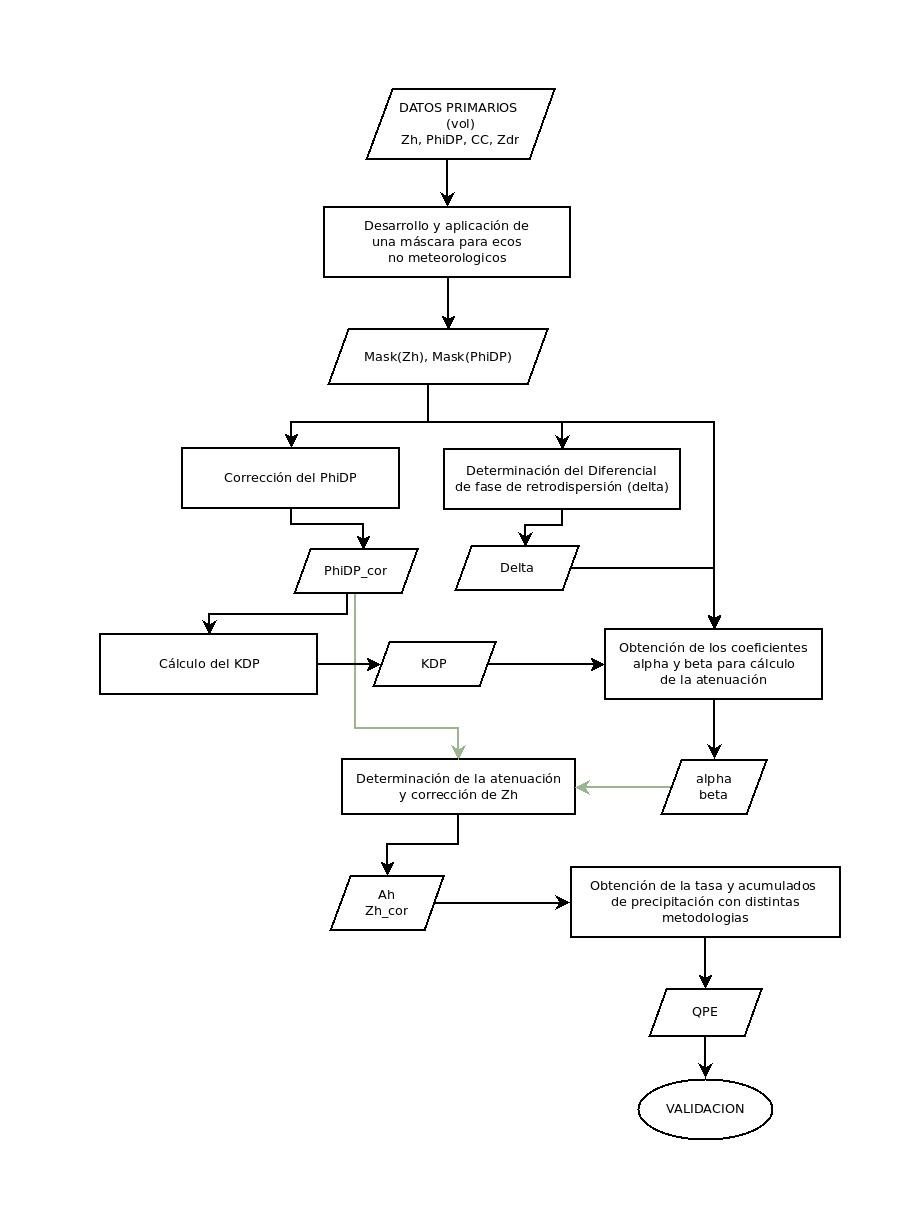 DATOS PRIMARIOS
(vol)
Zh, PhiDP, CC, Zdr
Desarrollo y aplicación de
una máscara para ecos
no meteorologicos
Mask(Zh), Mask(PhiDP)
Corrección del PhiDP
Determinación del Diferencial
de fase de retrodispersión (delta)
PhiDP_cor
Delta
Cálculo del KDP
KDP
Obtención de los coeficientes
alpha y beta para cálculo
de la atenuación
Determinación de la atenuación
y corrección de Zh
alpha
beta
Ah
Zh_cor
Obtención de la tasa y acumulados
de precipitación con distintas
metodologias
QPE
VALIDACION